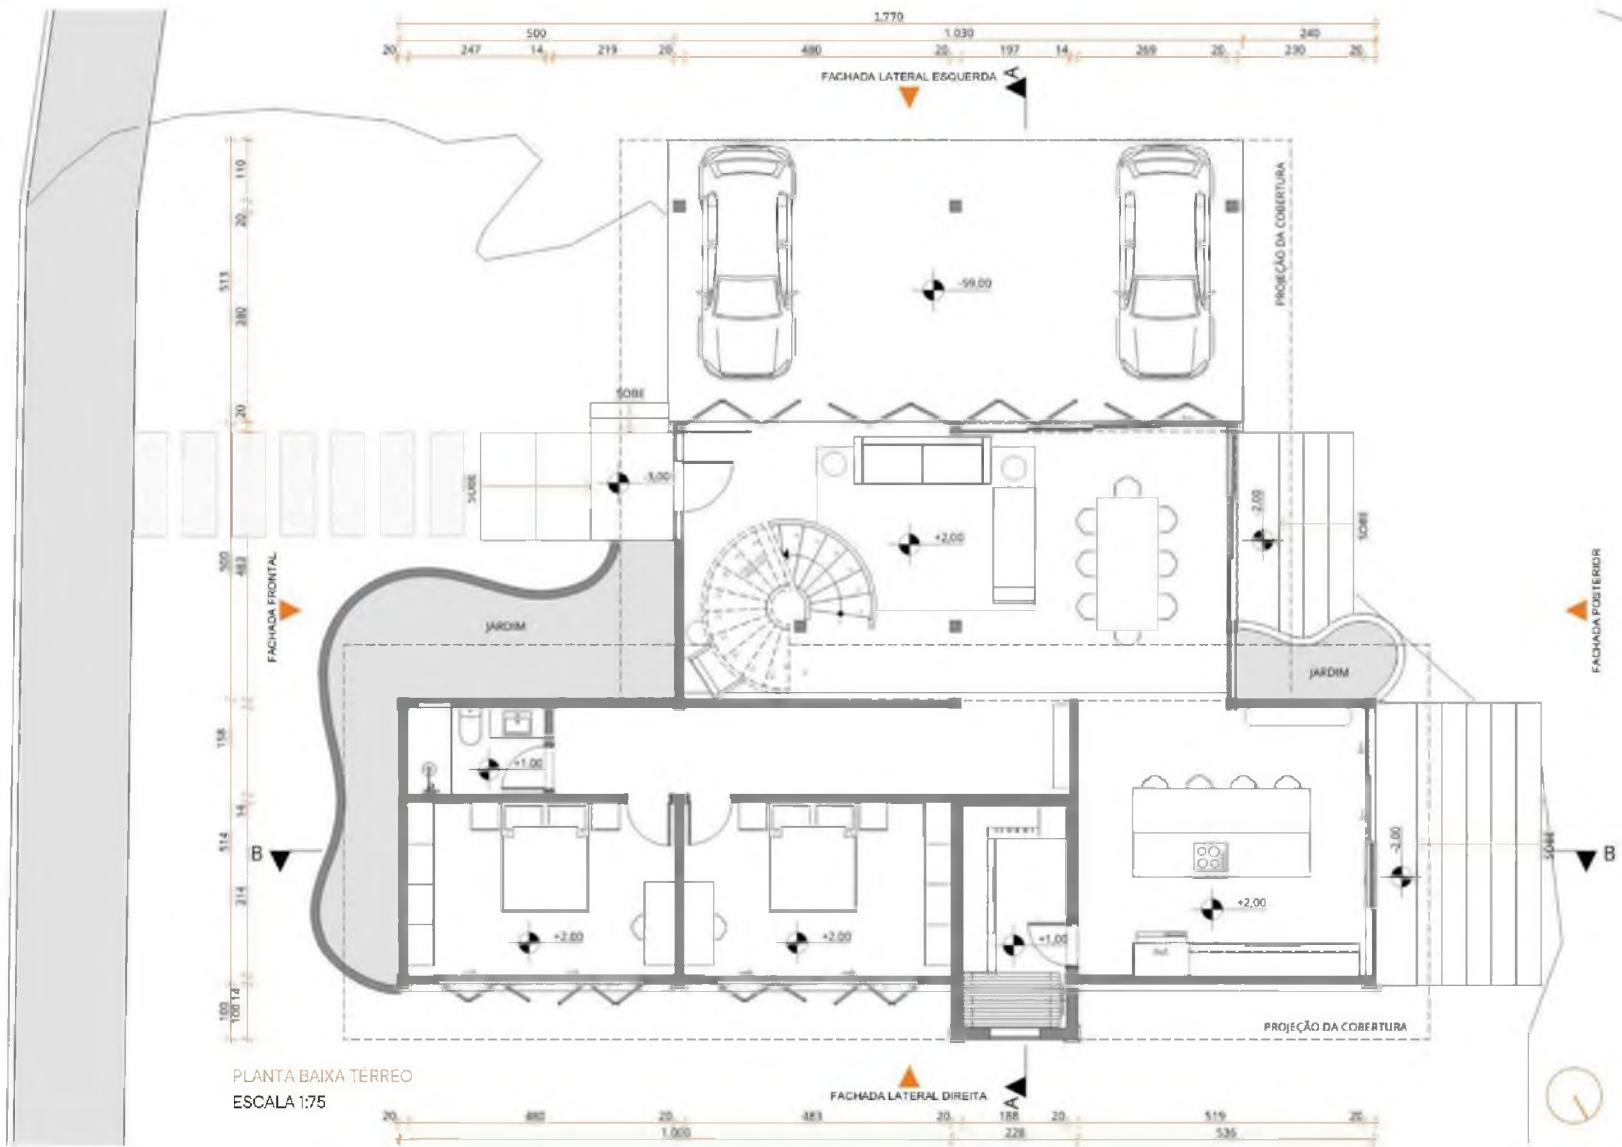 1.770
500 1.030 240
20 247 14 219 20 480 20 197 14 269 20 230 20
FACHADA LATERAL ESQUERDA A
110
20
513
280
20
PROJEÇÃO DA COBERTURA
-59,00
SOBE
SOBE
-3,00
+2,00
-2,00
SOBE
500
483
FACHADA FRONTAL
FACHADA POSTERIOR
JARDIM
JARDIM
158
14
514
214
+1,00
B
B
-2,00
SOBE
+2,00
+2,00
+2,00
+1,00
100
100 14
PROJEÇÃO DA COBERTURA
PLANTA BAIXA TÉRREO
ESCALA 1:75
FACHADA LATERAL DIREITA A
20 480 20 483 20 188 20 519 20
1.000 228 536